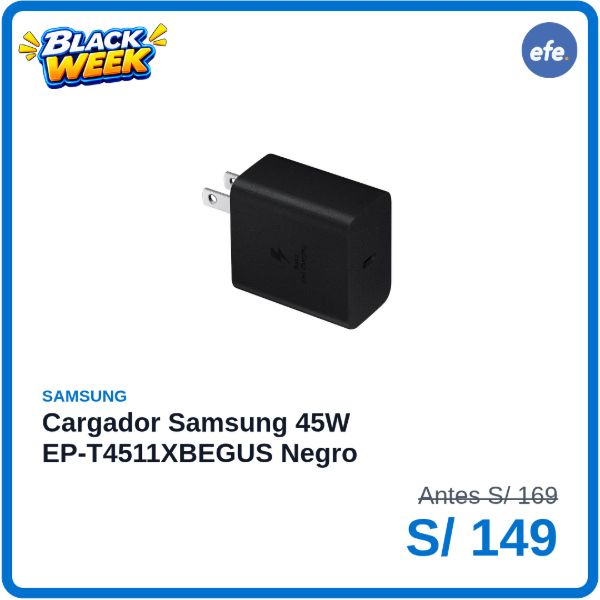 BLACK
WEEK
efe.
SAMSUNG
Cargador Samsung 45W
EP-T4511XBEGUS Negro
Antes S/ 169
S/ 149